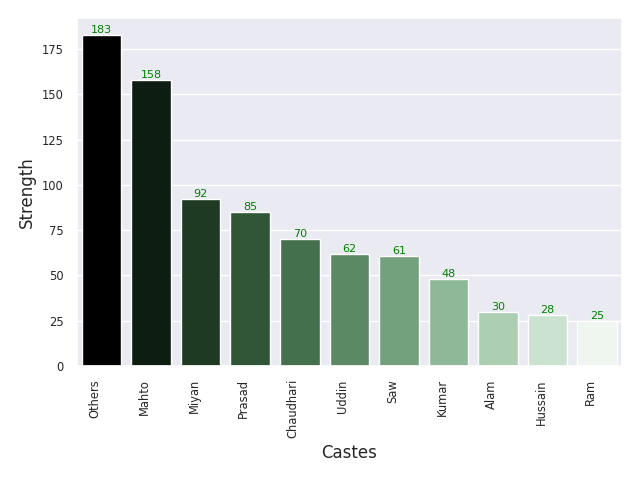 183
158
92
85
70
62
61
48
30
28
25
175
150
125
100
75
50
25
0
Strength
Others
Mahto
Miyan
Prasad
Chaudhari
Uddin
Saw
Kumar
Alam
Hussain
Ram
Castes